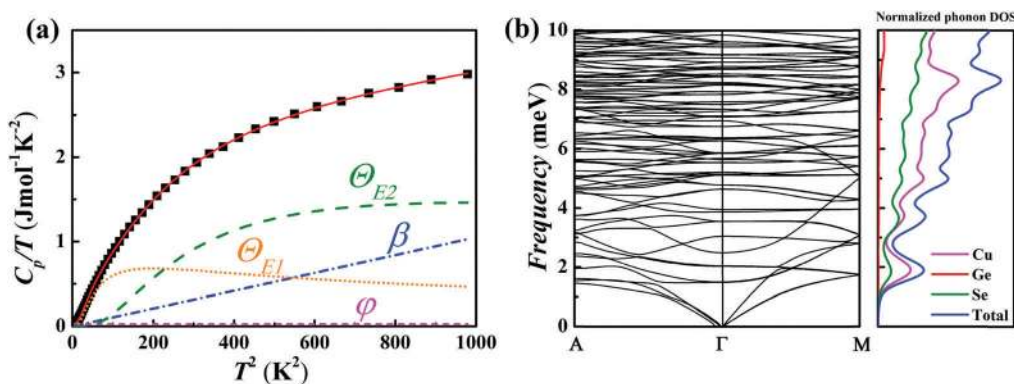 (a)
C_p/T (Jmol⁻¹K⁻²)
3
2
1
0
Θ_E2
Θ_E1
β
φ
0 200 400 600 800 1000
T² (K²)
(b)
Frequency (meV)
10
8
6
4
2
0
A Γ M
Normalized phonon DOS
Cu
Ge
Se
Total